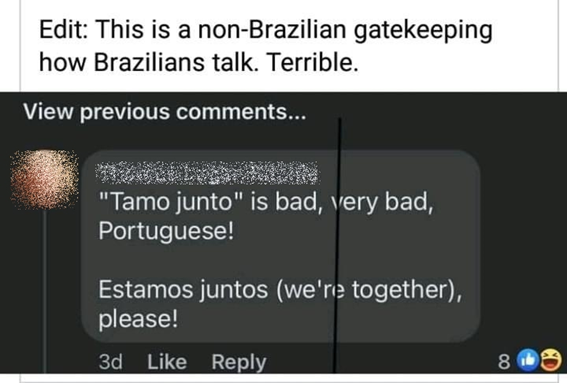 Edit: This is a non-Brazilian gatekeeping
how Brazilians talk. Terrible.
View previous comments...
"Tamo junto" is bad, very bad,
Portuguese!
Estamos juntos (we're together),
please!
3d Like Reply 8